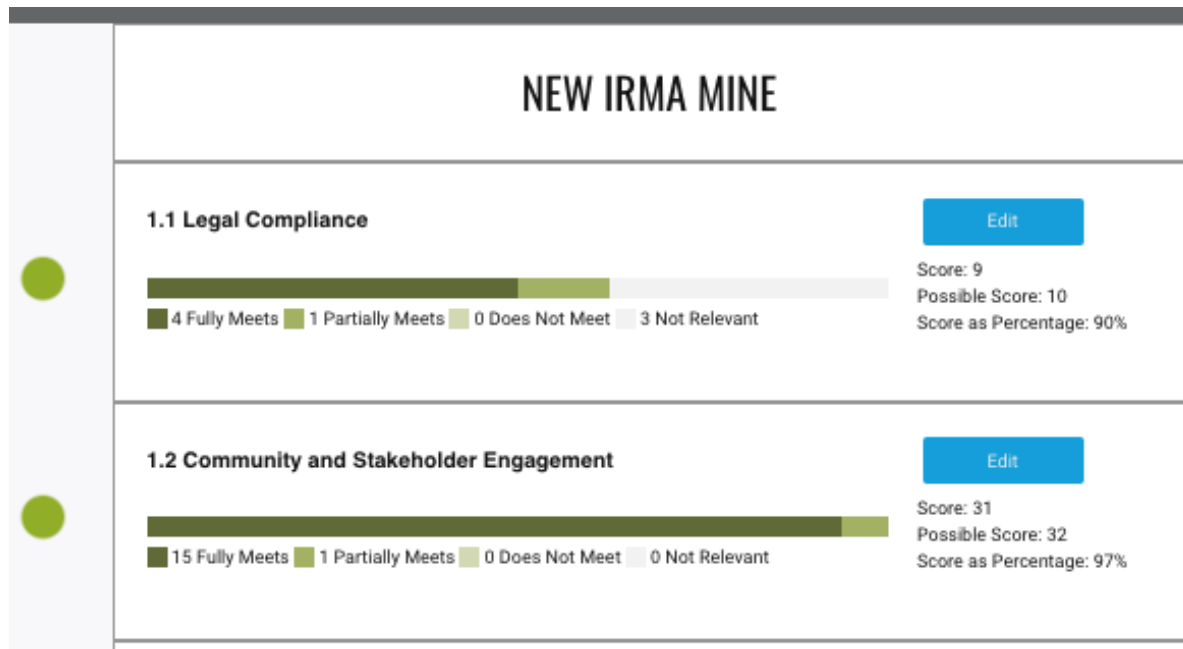 NEW IRMA MINE
1.1 Legal Compliance
Edit
4 Fully Meets 1 Partially Meets 0 Does Not Meet 3 Not Relevant
Score: 9
Possible Score: 10
Score as Percentage: 90%
1.2 Community and Stakeholder Engagement
Edit
15 Fully Meets 1 Partially Meets 0 Does Not Meet 0 Not Relevant
Score: 31
Possible Score: 32
Score as Percentage: 97%